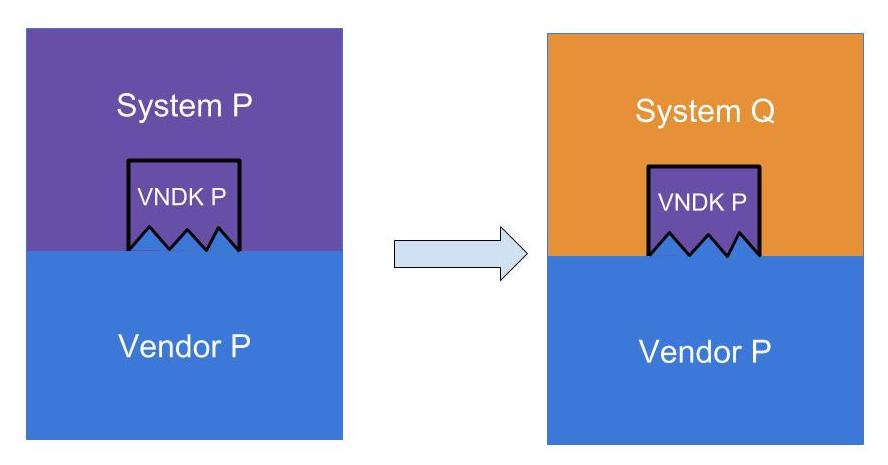 System P
VNDK P
Vendor P
System Q
VNDK P
Vendor P